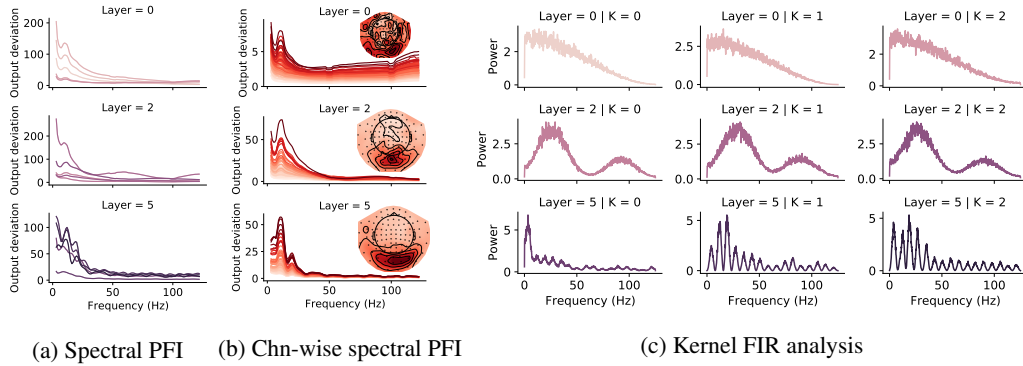 Layer = 0
Output deviation
200
150
100
50
0
Layer = 2
Output deviation
200
100
0
Layer = 5
Output deviation
100
50
0
50
100
Frequency (Hz)
(a) Spectral PFI
Layer = 0
Output deviation
5
0
Layer = 2
Output deviation
50
25
0
Layer = 5
Output deviation
50
25
0
0
50
100
Frequency (Hz)
(b) Chn-wise spectral PFI
Layer = 0 | K = 0
Power
2
0
Layer = 0 | K = 1
2.5
0.0
Layer = 0 | K = 2
2
0
Layer = 2 | K = 0
Power
2.5
0.0
Layer = 2 | K = 1
2.5
0.0
Layer = 2 | K = 2
2.5
0.0
Layer = 5 | K = 0
Power
5
0
0
100
Frequency (Hz)
Layer = 5 | K = 1
5
0
0
100
Frequency (Hz)
Layer = 5 | K = 2
5
0
0
100
Frequency (Hz)
(c) Kernel FIR analysis